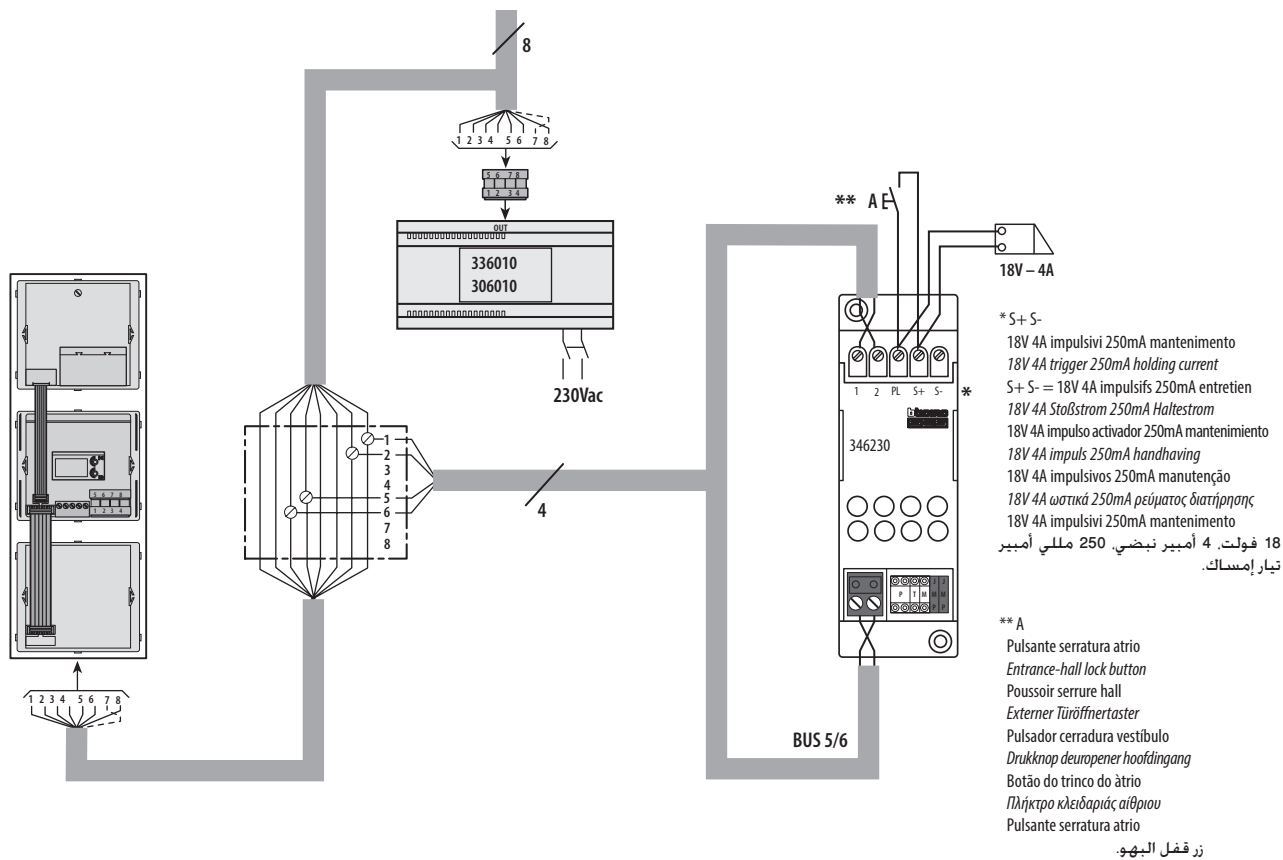 8
1 2 3 4 5 6 7 8
5 6 7 8
1 2 3 4
OUT
336010
306010
230Vac
5 6 7 8
1 2 3 4
1 2 3 4 5 6 7 8
1
2
3
4
5
6
7
8
4
** A
18V – 4A
1 2 PL S+ S-
*
bticino
346230
P T M J J
M M
P P
BUS 5/6
* S+ S-
18V 4A impulsivi 250mA mantenimento
18V 4A trigger 250mA holding current
S+ S- = 18V 4A impulsifs 250mA entretien
18V 4A Stoßstrom 250mA Haltestrom
18V 4A impulso activador 250mA mantenimiento
18V 4A impuls 250mA handhaving
18V 4A impulsivos 250mA manutenção
18V 4A ωστικά 250mA ρεύματος διατήρησης
18V 4A impulsivi 250mA mantenimento
18 فولت، 4 أمبير نبضي، 250 مللي أمبير
تيار إمساك.
** A
Pulsante serratura atrio
Entrance-hall lock button
Poussoir serrure hall
Externer Türöffnertaster
Pulsador cerradura vestíbulo
Drukknop deuropener hoofdingang
Botão do trinco do àtrio
Πλήκτρο κλειδαριάς αίθριου
Pulsante serratura atrio
زر قفل البهو.